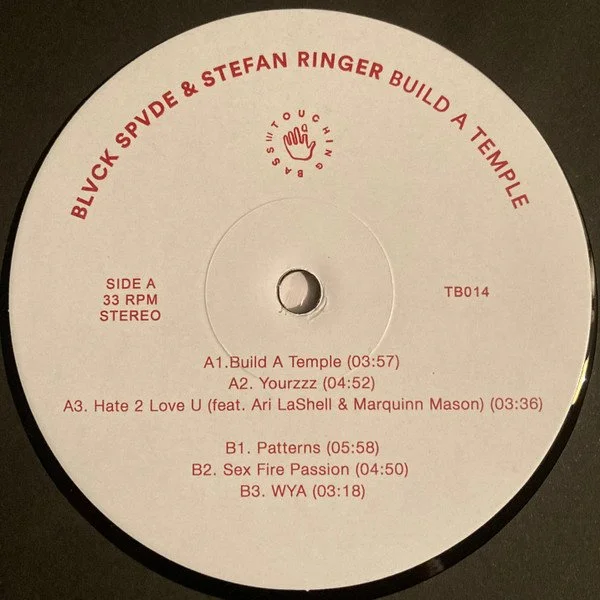 BLVCK SPVDE & STEFAN RINGER BUILD A TEMPLE
TOUCHING BASS
SIDE A
33 RPM
STEREO
TB014
A1.Build A Temple (03:57)
A2. Yourzzz (04:52)
A3. Hate 2 Love U (feat. Ari LaShell & Marquinn Mason) (03:36)
B1. Patterns (05:58)
B2. Sex Fire Passion (04:50)
B3. WYA (03:18)